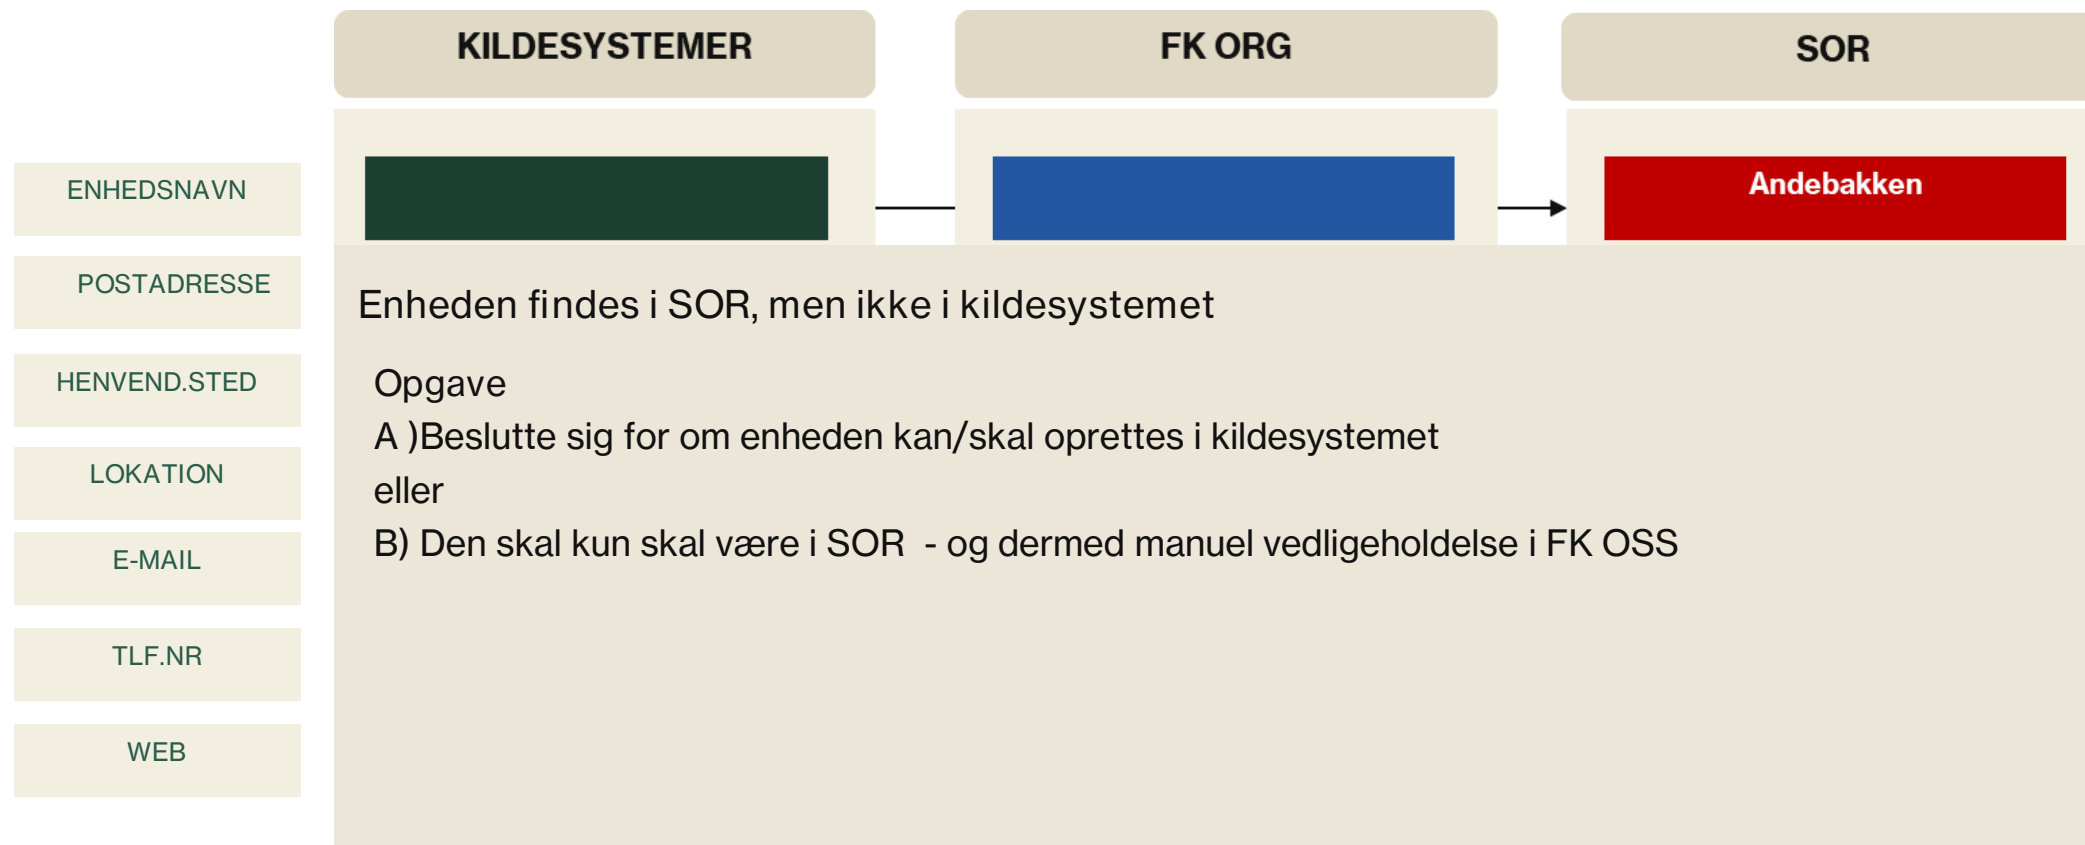 KILDESYSTEMER
FK ORG
SOR
ENHEDSNAVN
Andebakken
POSTADRESSE
HENVEND.STED
LOKATION
E-MAIL
TLF.NR
WEB
Enheden findes i SOR, men ikke i kildesystemet
Opgave
A )Beslutte sig for om enheden kan/skal oprettes i kildesystemet
eller
B) Den skal kun skal være i SOR - og dermed manuel vedligeholdelse i FK OSS